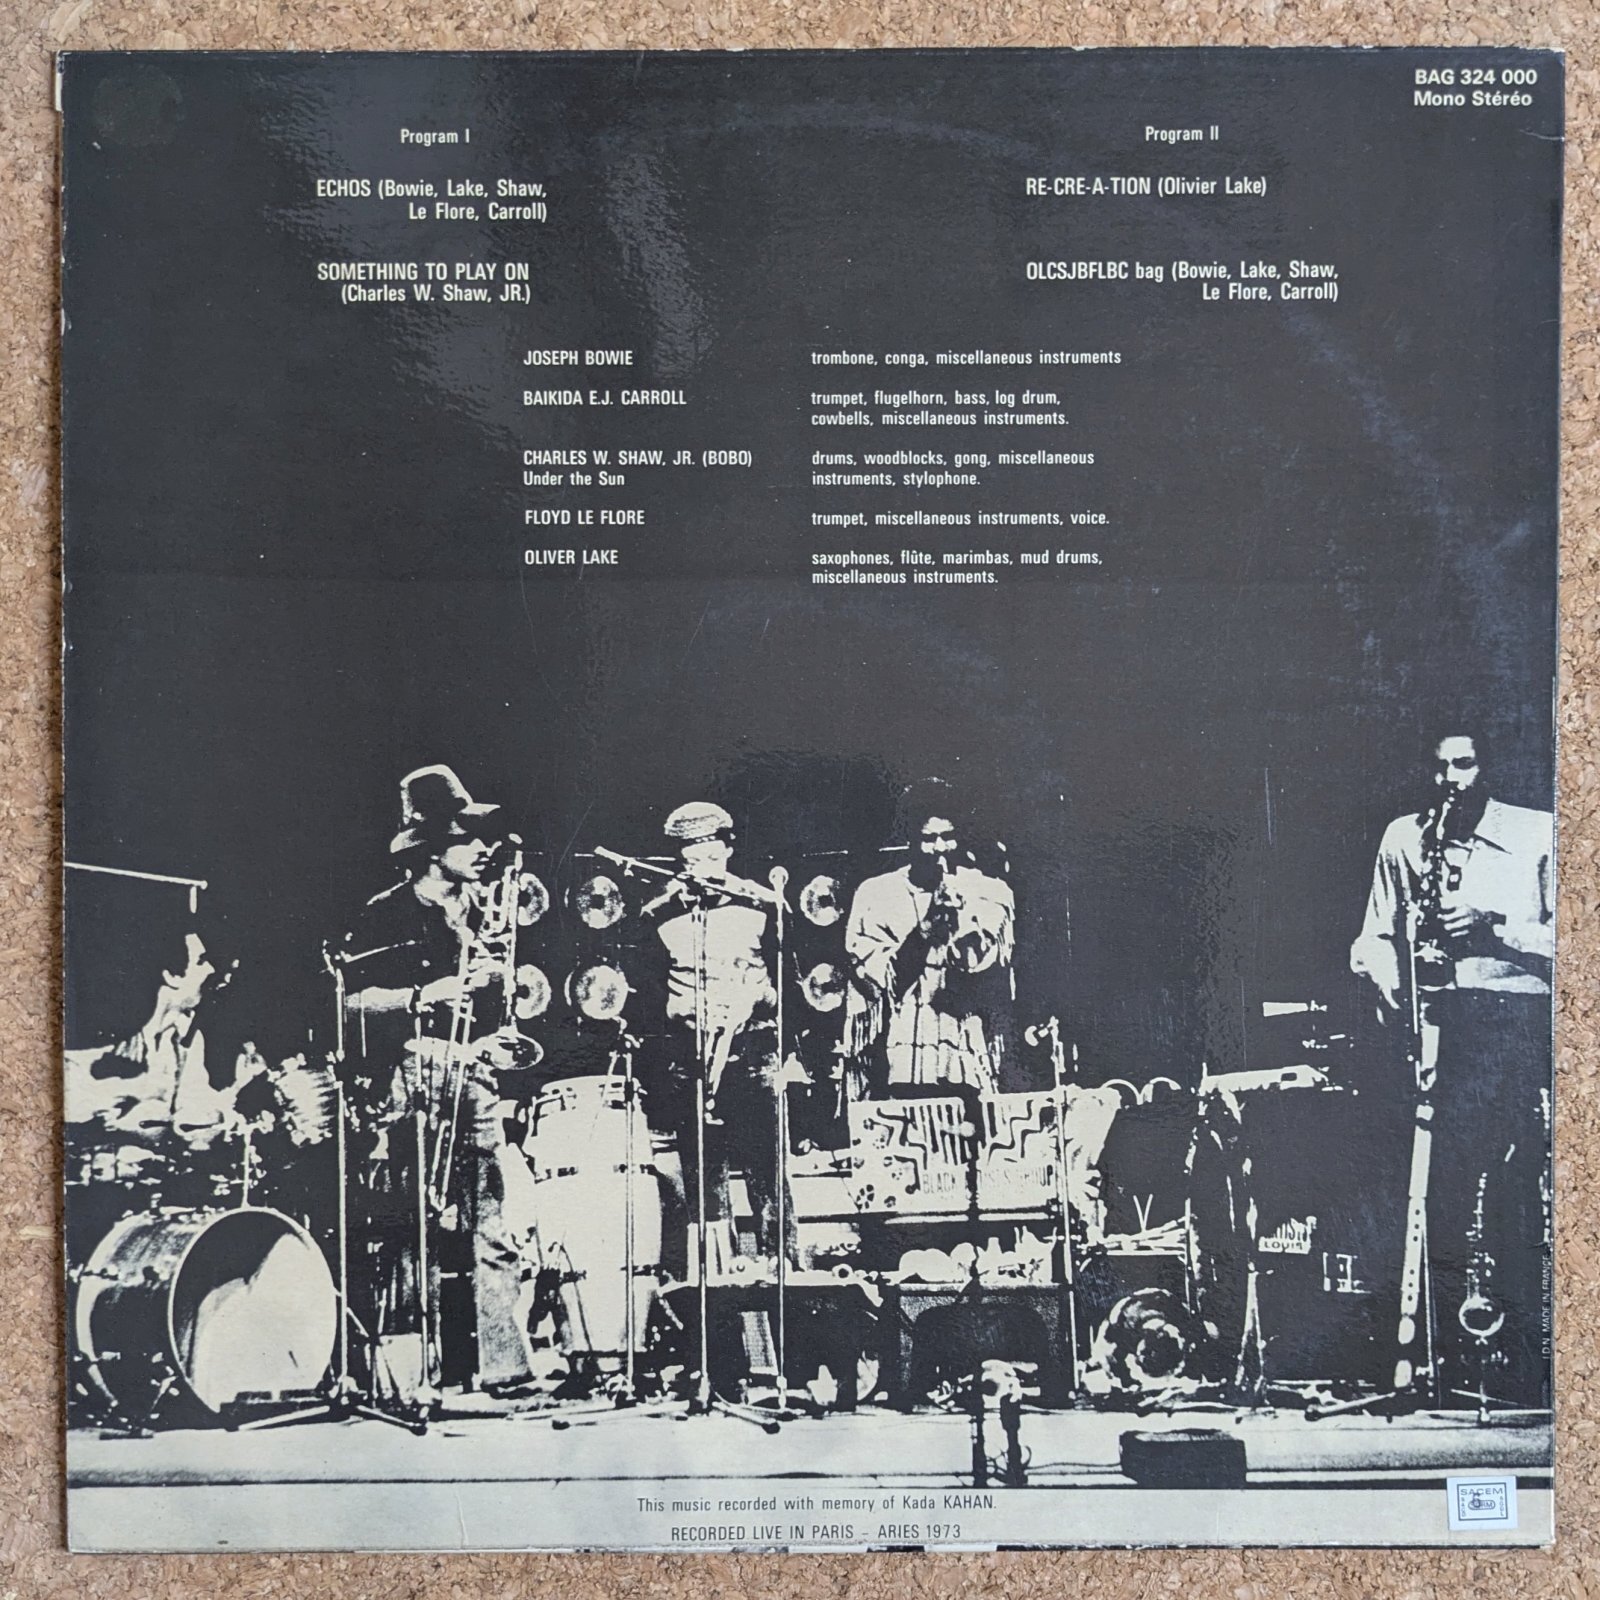 BAG 324 000
Mono Stéréo
Program I
ECHOS (Bowie, Lake, Shaw,
Le Flore, Carroll)
SOMETHING TO PLAY ON
(Charles W. Shaw, JR.)
Program II
RE-CRE-A-TION (Olivier Lake)
OLCSJBFLBC bag (Bowie, Lake, Shaw,
Le Flore, Carroll)
JOSEPH BOWIE trombone, conga, miscellaneous instruments
BAIKIDA E.J. CARROLL trumpet, flugelhorn, bass, log drum,
cowbells, miscellaneous instruments.
CHARLES W. SHAW, JR. (BOBO) drums, woodblocks, gong, miscellaneous
Under the Sun instruments, stylophone.
FLOYD LE FLORE trumpet, miscellaneous instruments, voice.
OLIVER LAKE saxophones, flûte, marimbas, mud drums,
miscellaneous instruments.
BLACK
LOUIS
I.D.N. MADE IN FRANCE
This music recorded with memory of Kada KAHAN.
RECORDED LIVE IN PARIS - ARIES 1973
SACEM